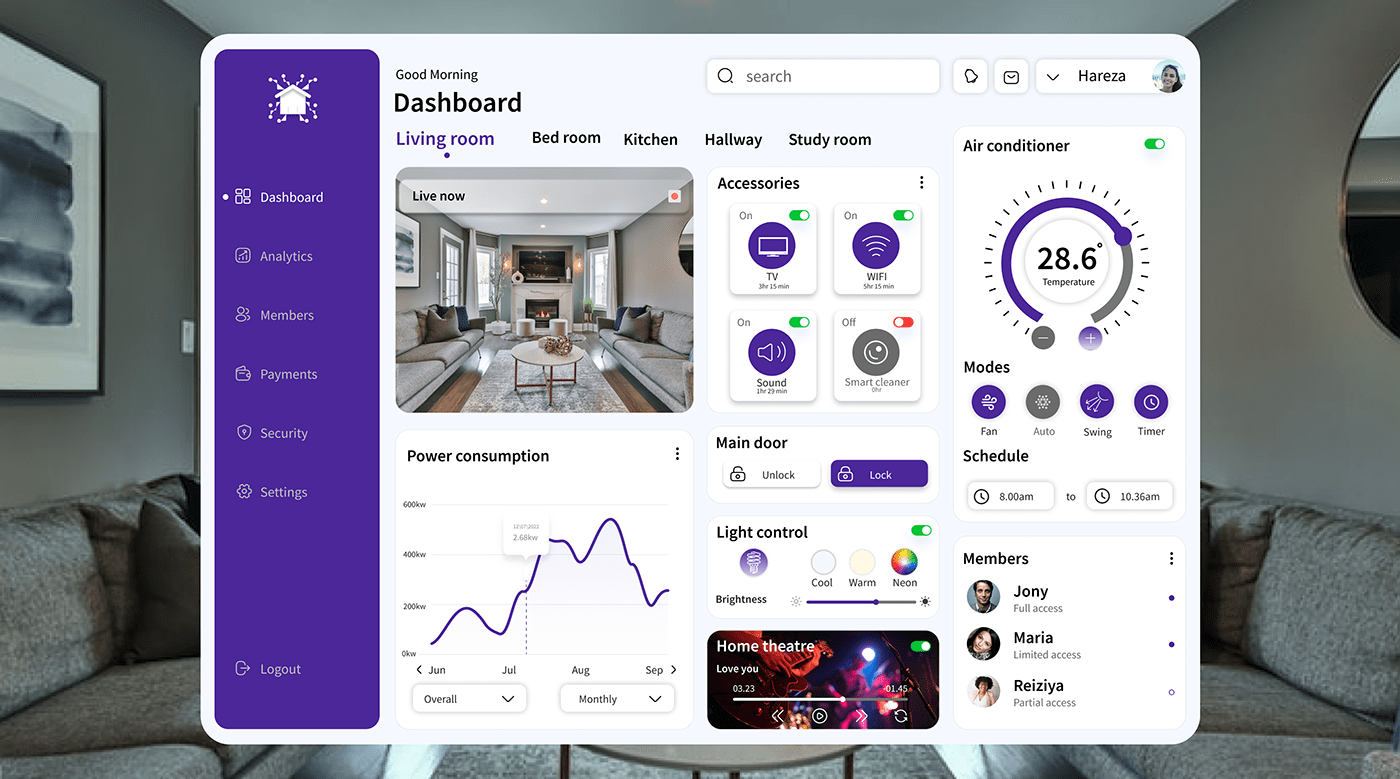 Good Morning
Dashboard
search
Hareza
Dashboard
Analytics
Members
Payments
Security
Settings
Logout
Living room
Bed room
Kitchen
Hallway
Study room
Live now
Power consumption
600kw
400kw
200kw
0kw
12\07\2022
2.68kw
Jun
Jul
Aug
Sep
Overall
Monthly
Accessories
On
TV
3hr 15 min
On
WIFI
5hr 15 min
On
Sound
1hr 29 min
Off
Smart cleaner
0hr
Main door
Unlock
Lock
Light control
Cool
Warm
Neon
Brightness
Home theatre
Love you
03.23
-01.45
Air conditioner
28.6°
Temperature
Modes
Fan
Auto
Swing
Timer
Schedule
8.00am
to
10.36am
Members
Jony
Full access
Maria
Limited access
Reiziya
Partial access